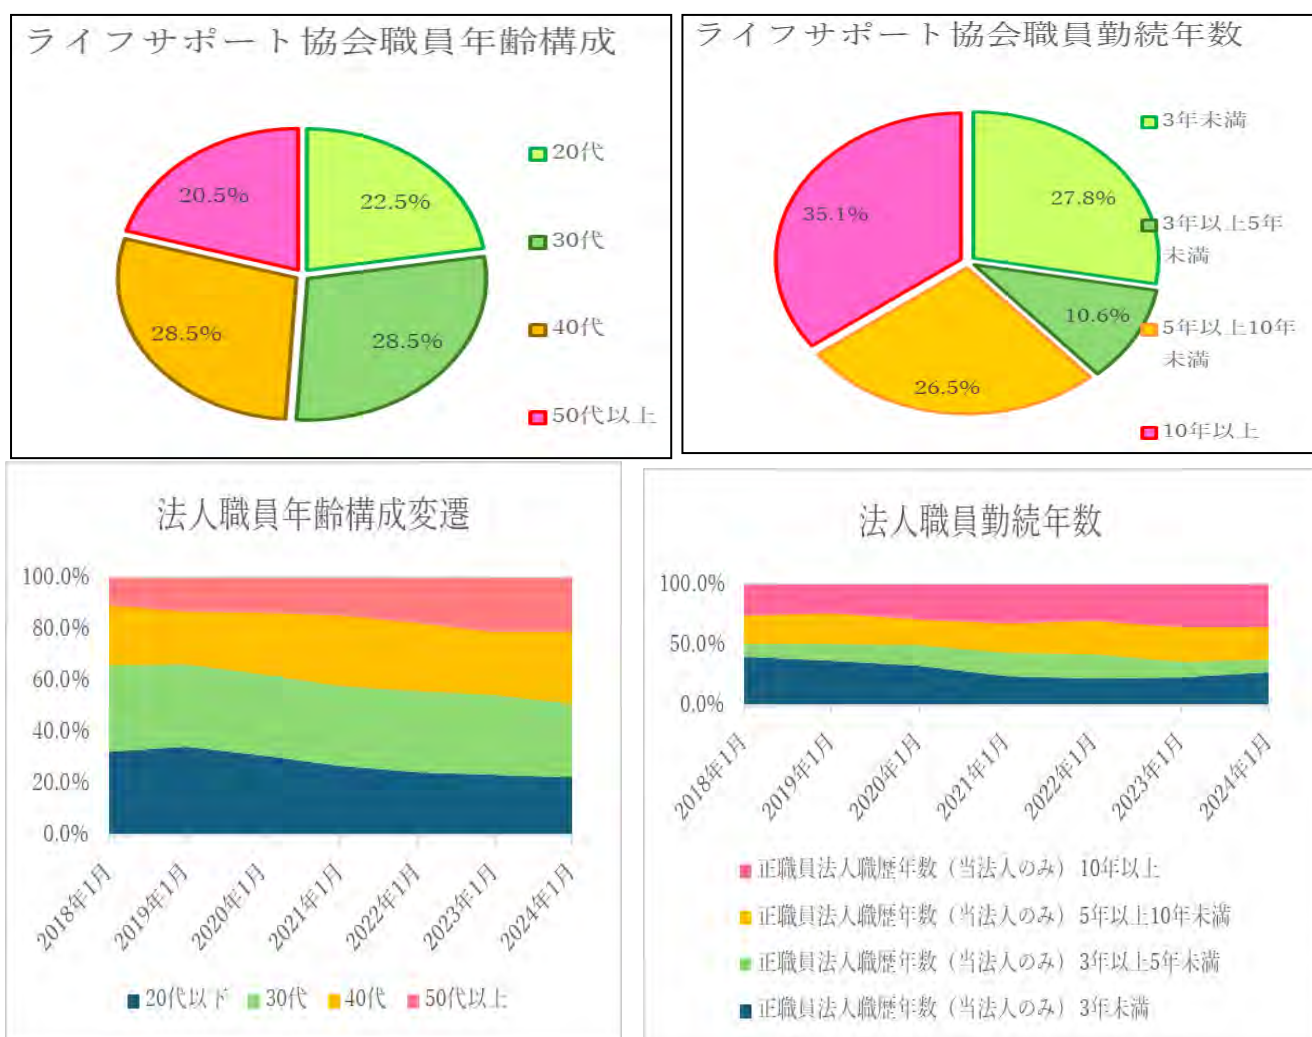 ライフサポート協会職員年齢構成
20.5%
22.5%
28.5%
28.5%
20代
30代
40代
50代以上
ライフサポート協会職員勤続年数
35.1%
27.8%
10.6%
26.5%
3年未満
3年以上5年
未満
5年以上10年
未満
10年以上
法人職員年齢構成変遷
100.0%
80.0%
60.0%
40.0%
20.0%
0.0%
2018年1月
2019年1月
2020年1月
2021年1月
2022年1月
2023年1月
2024年1月
20代以下 30代 40代 50代以上
法人職員勤続年数
100.0%
50.0%
0.0%
2018年1月
2019年1月
2020年1月
2021年1月
2022年1月
2023年1月
2024年1月
正職員法人職歴年数（当法人のみ） 10年以上
正職員法人職歴年数（当法人のみ） 5年以上10年未満
正職員法人職歴年数（当法人のみ） 3年以上5年未満
正職員法人職歴年数（当法人のみ） 3年未満